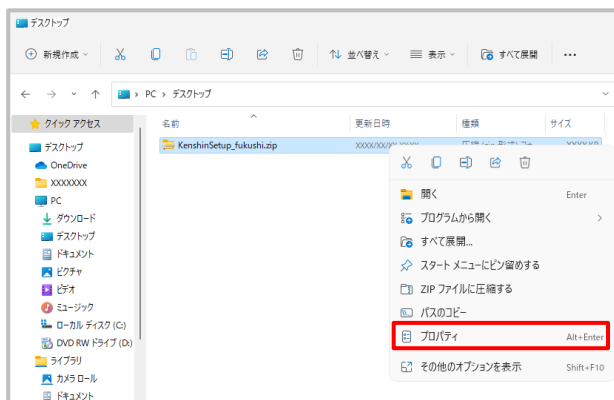 デスクトップ
新規作成
並べ替え
表示
すべて展開
PC > デスクトップ
クイック アクセス
名前
更新日時
種類
サイズ
デスクトップ
KenshinSetup_fukushi.zip
OneDrive
XXXXXXX
PC
ダウンロード
デスクトップ
ドキュメント
ピクチャ
ビデオ
ミュージック
ローカル ディスク (C:)
DVD RW ドライブ (D:)
ライブラリ
カメラ ロール
ドキュメント
開く Enter
プログラムから開く
すべて展開...
スタート メニューにピン留めする
ZIP ファイルに圧縮する
パスのコピー
プロパティ Alt+Enter
その他のオプションを表示 Shift+F10